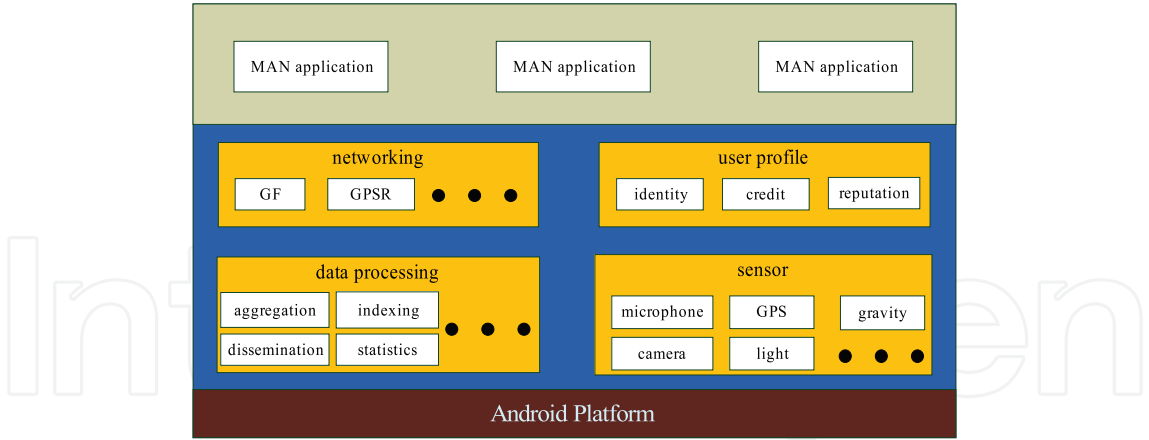 MAN application
MAN application
MAN application
networking
GF
GPSR
user profile
identity
credit
reputation
data processing
aggregation
indexing
dissemination
statistics
sensor
microphone
GPS
gravity
camera
light
Android Platform